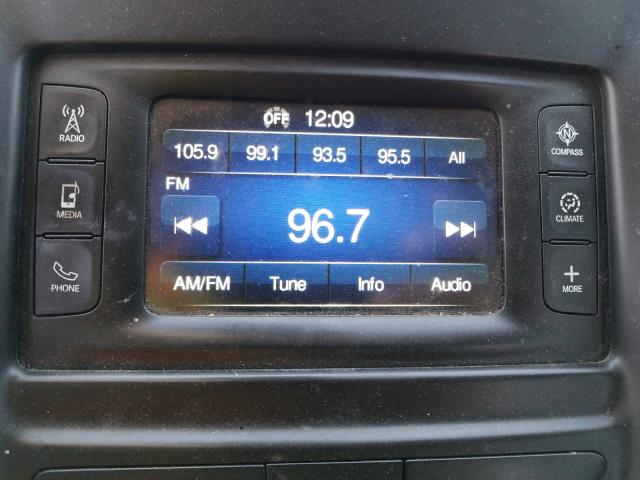 OFF 12:09
105.9 99.1 93.5 95.5 All
FM
96.7
AM/FM Tune Info Audio
RADIO
MEDIA
PHONE
N
COMPASS
CLIMATE
+
MORE